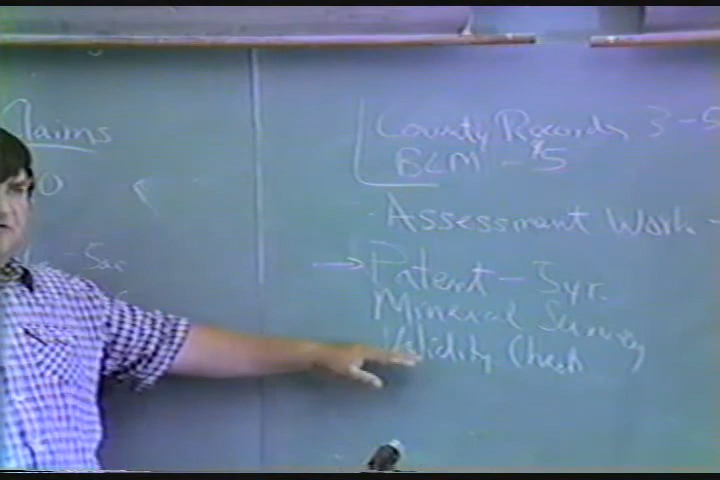 Claims
County Records 3-5
BLM - $5
Assessment Work -
→ Patent - 5yr.
Mineral Survey
Validity Check